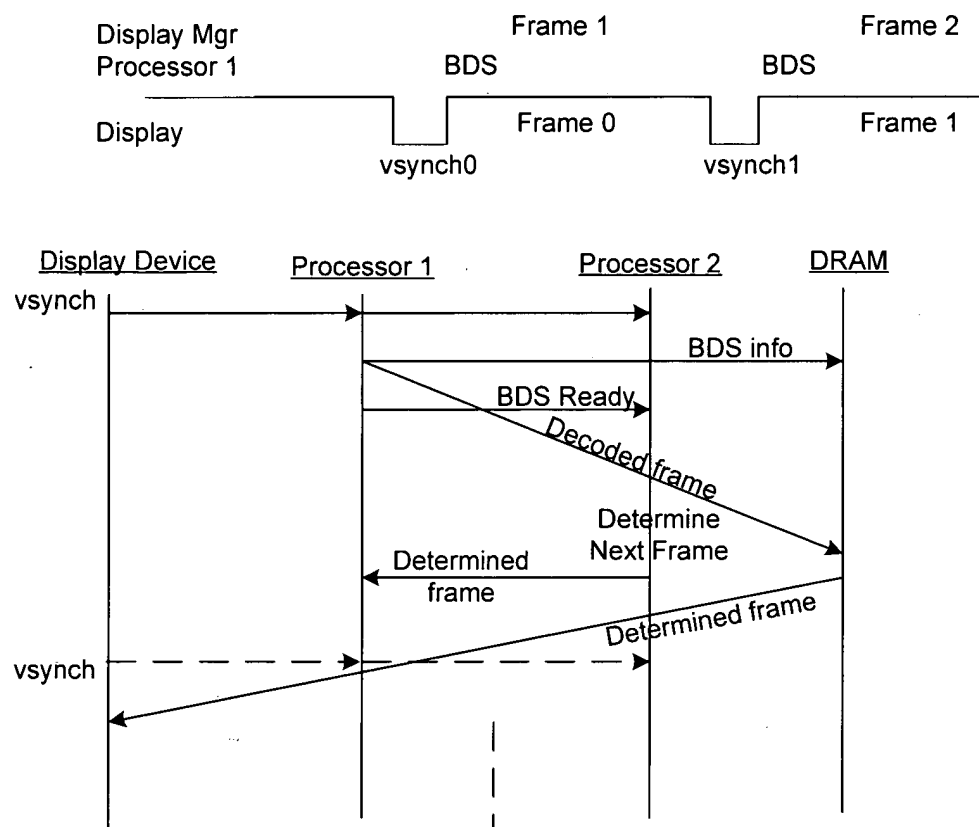 Display Mgr
Frame 1
Frame 2
Processor 1
BDS
BDS
Display
Frame 0
Frame 1
vsynch0
vsynch1
Display Device
Processor 1
Processor 2
DRAM
vsynch
BDS info
BDS Ready
Decoded frame
Determine
Next Frame
Determined
frame
Determined frame
vsynch